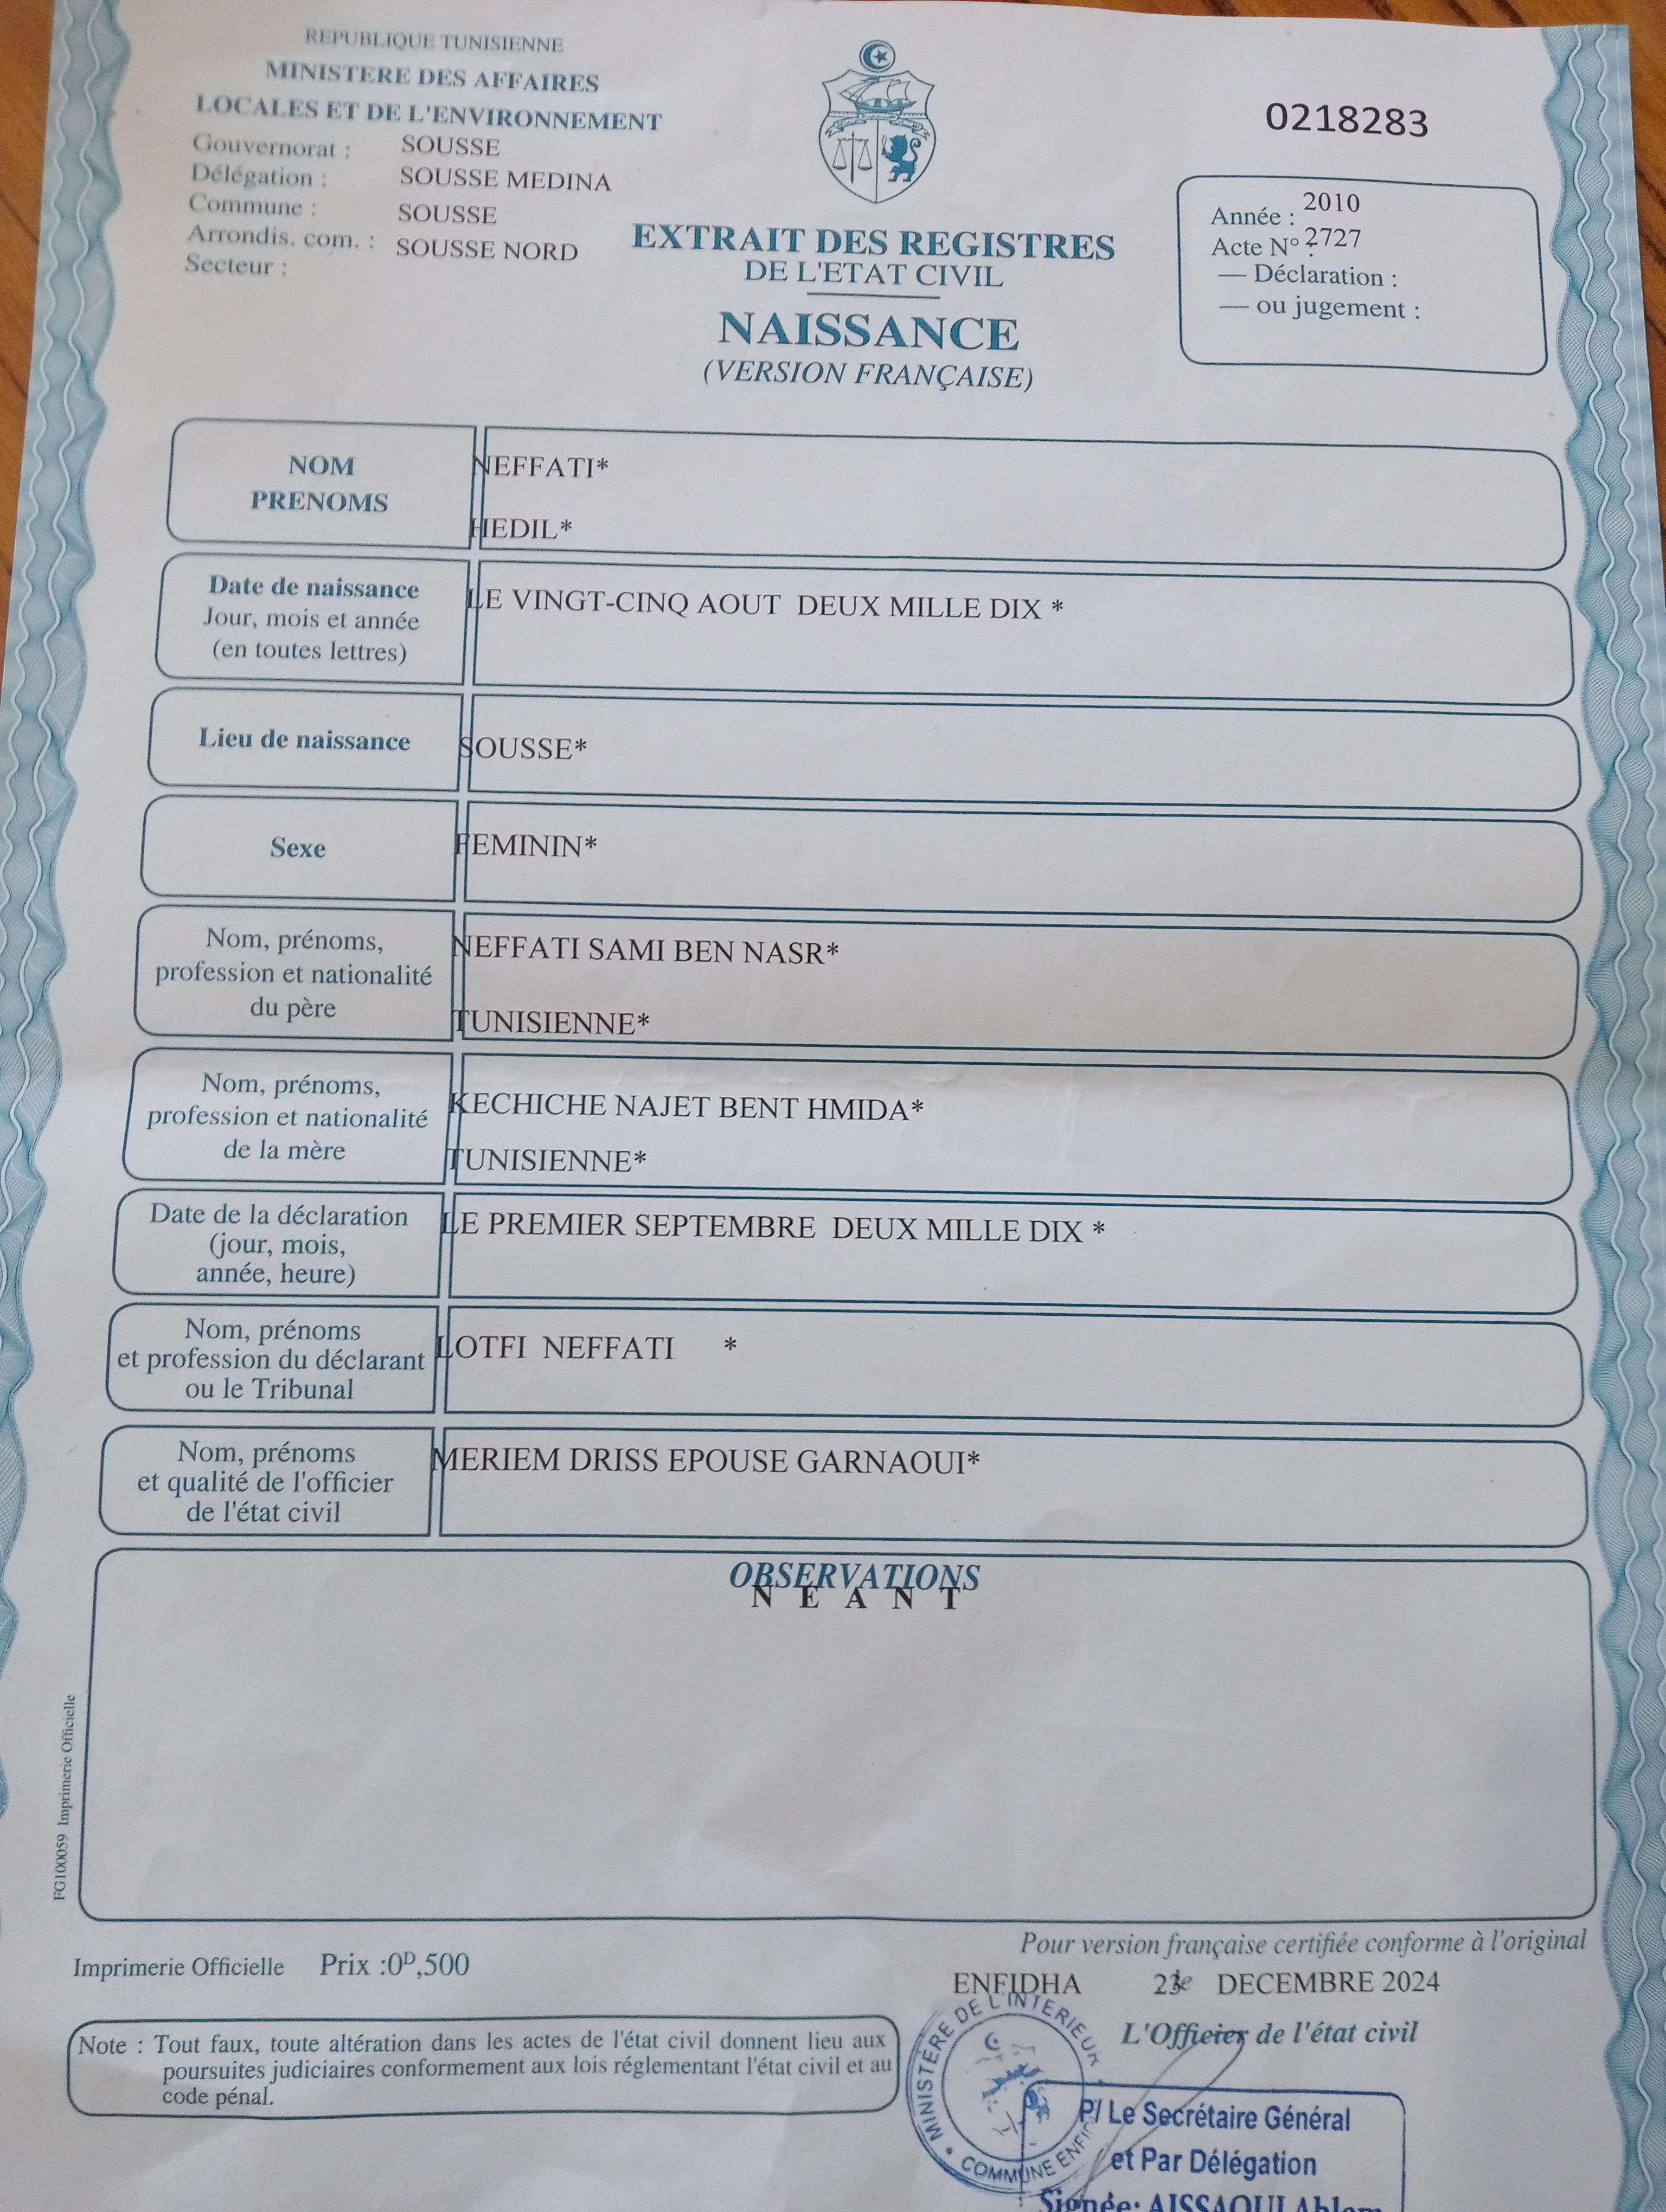 REPUBLIQUE TUNISIENNE
MINISTERE DES AFFAIRES
LOCALES ET DE L'ENVIRONNEMENT
Gouvernorat : SOUSSE
Délégation : SOUSSE MEDINA
Commune : SOUSSE
Arrondis. com. : SOUSSE NORD
Secteur :
EXTRAIT DES REGISTRES
DE L'ETAT CIVIL
NAISSANCE
(VERSION FRANÇAISE)
0218283
Année : 2010
Acte N° : 2727
— Déclaration :
— ou jugement :
NOM
PRENOMS
NEFFATI*
HEDIL*
Date de naissance
Jour, mois et année
(en toutes lettres)
LE VINGT-CINQ AOUT DEUX MILLE DIX *
Lieu de naissance
SOUSSE*
Sexe
FEMININ*
Nom, prénoms,
profession et nationalité
du père
NEFFATI SAMI BEN NASR*
TUNISIENNE*
Nom, prénoms,
profession et nationalité
de la mère
KECHICHE NAJET BENT HMIDA*
TUNISIENNE*
Date de la déclaration
(jour, mois,
année, heure)
LE PREMIER SEPTEMBRE DEUX MILLE DIX *
Nom, prénoms
et profession du déclarant
ou le Tribunal
LOTFI NEFFATI *
Nom, prénoms
et qualité de l'officier
de l'état civil
MERIEM DRISS EPOUSE GARNAOUI*
OBSERVATIONS
N E A N T
FG100059 Imprimerie Officielle
Imprimerie Officielle Prix :0D,500
Pour version française certifiée conforme à l'original
ENFIDHA le 23 DECEMBRE 2024
L'Officier de l'état civil
Note : Tout faux, toute altération dans les actes de l'état civil donnent lieu aux
poursuites judiciaires conformement aux lois réglementant l'état civil et au
code pénal.
MINISTERE DE L'INTERIEUR
COMMUNE ENFI
P/ Le Secrétaire Général
et Par Délégation
Signée: AISSAOUI Ahlem